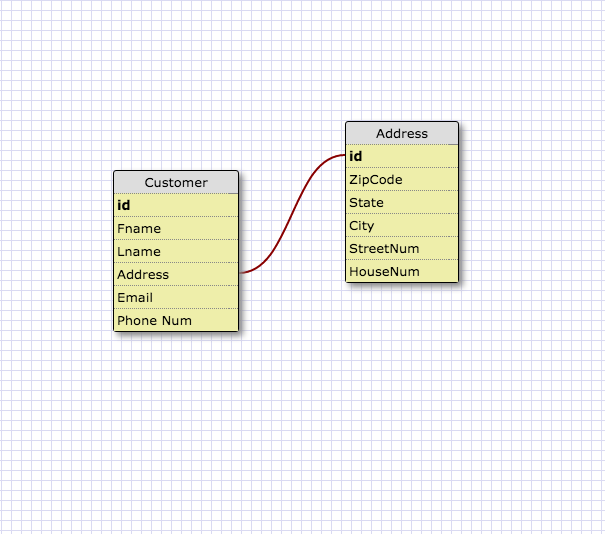 Customer
id
Fname
Lname
Address
Email
Phone Num
Address
id
ZipCode
State
City
StreetNum
HouseNum